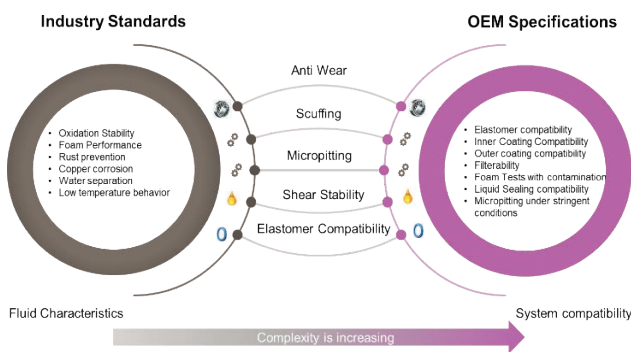 Industry Standards
OEM Specifications
Anti Wear
Scuffing
Micropitting
Shear Stability
Elastomer Compatibility
• Oxidation Stability
• Foam Performance
• Rust prevention
• Copper corrosion
• Water separation
• Low temperature behavior
• Elastomer compatibility
• Inner Coating Compatibility
• Outer coating compatibility
• Filterability
• Foam Tests with contamination
• Liquid Sealing compatibility
• Micropitting under stringent
conditions
Fluid Characteristics
System compatibility
Complexity is increasing